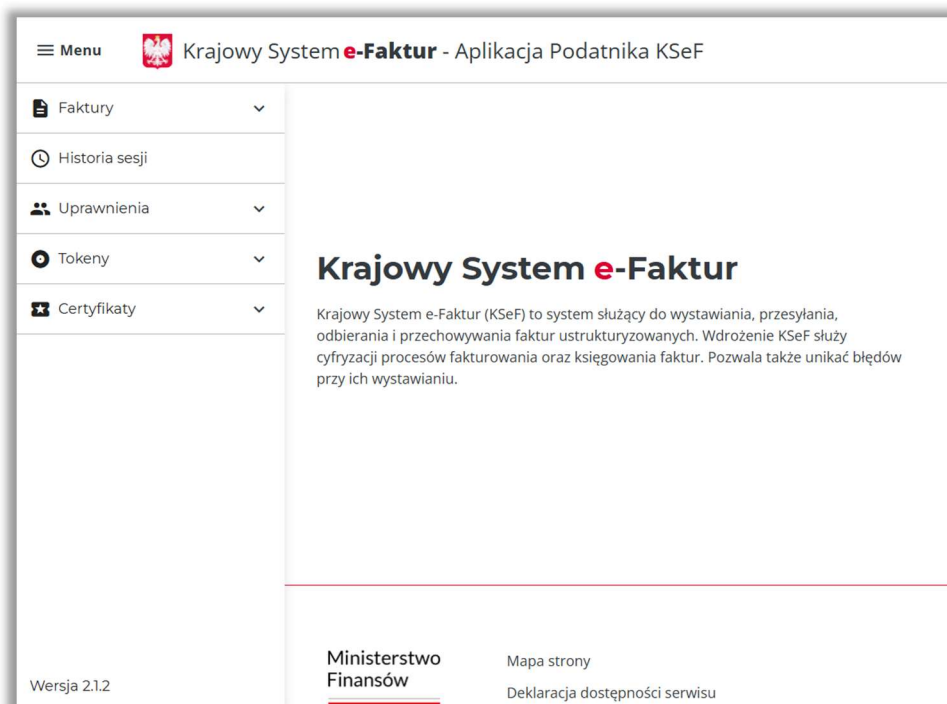 Menu
Krajowy System e-Faktur - Aplikacja Podatnika KSeF
Faktury
Historia sesji
Uprawnienia
Tokeny
Certyfikaty
Krajowy System e-Faktur
Krajowy System e-Faktur (KSeF) to system służący do wystawiania, przesyłania,
odbierania i przechowywania faktur ustrukturyzowanych. Wdrożenie KSeF służy
cyfryzacji procesów fakturowania oraz księgowania faktur. Pozwala także unikać błędów
przy ich wystawianiu.
Ministerstwo
Finansów
Mapa strony
Deklaracja dostępności serwisu
Wersja 2.1.2